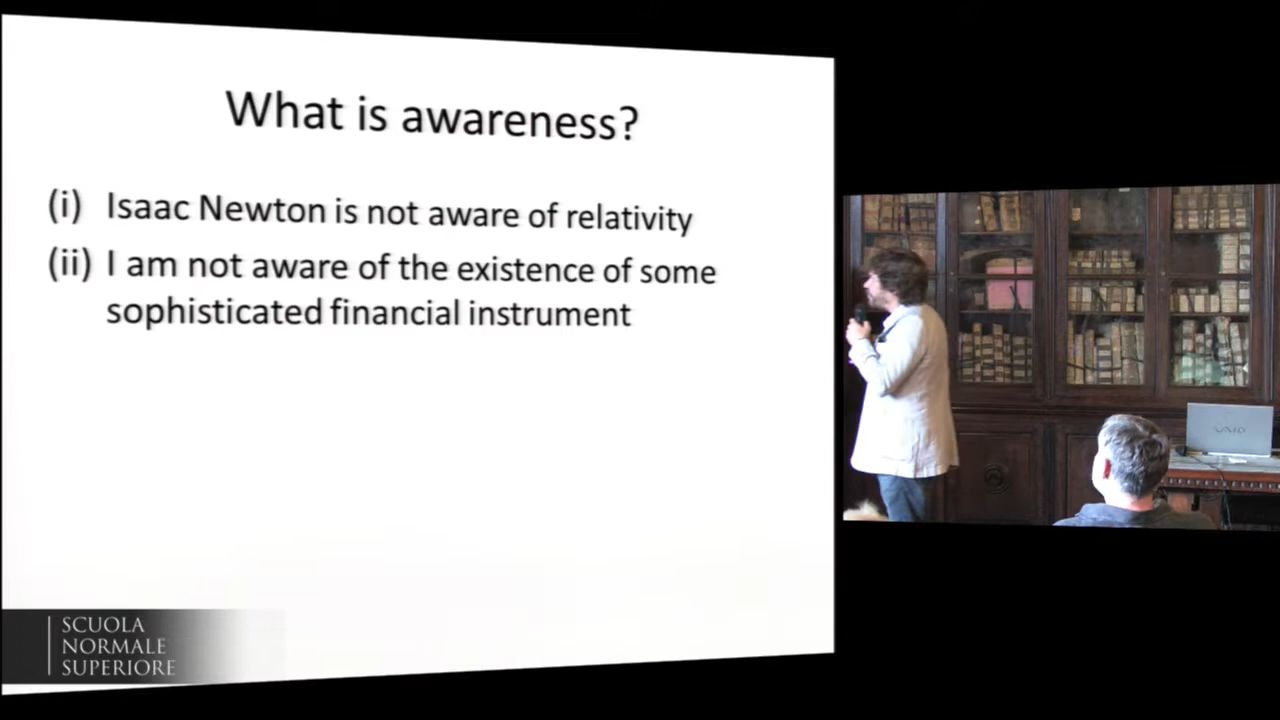 What is awareness?
(i) Isaac Newton is not aware of relativity
(ii) I am not aware of the existence of some
sophisticated financial instrument
SCUOLA
NORMALE
SUPERIORE
VAIO